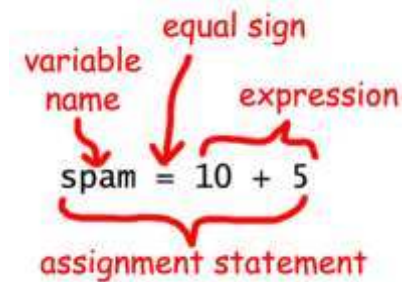 equal sign
variable
name
expression
spam = 10 + 5
assignment statement